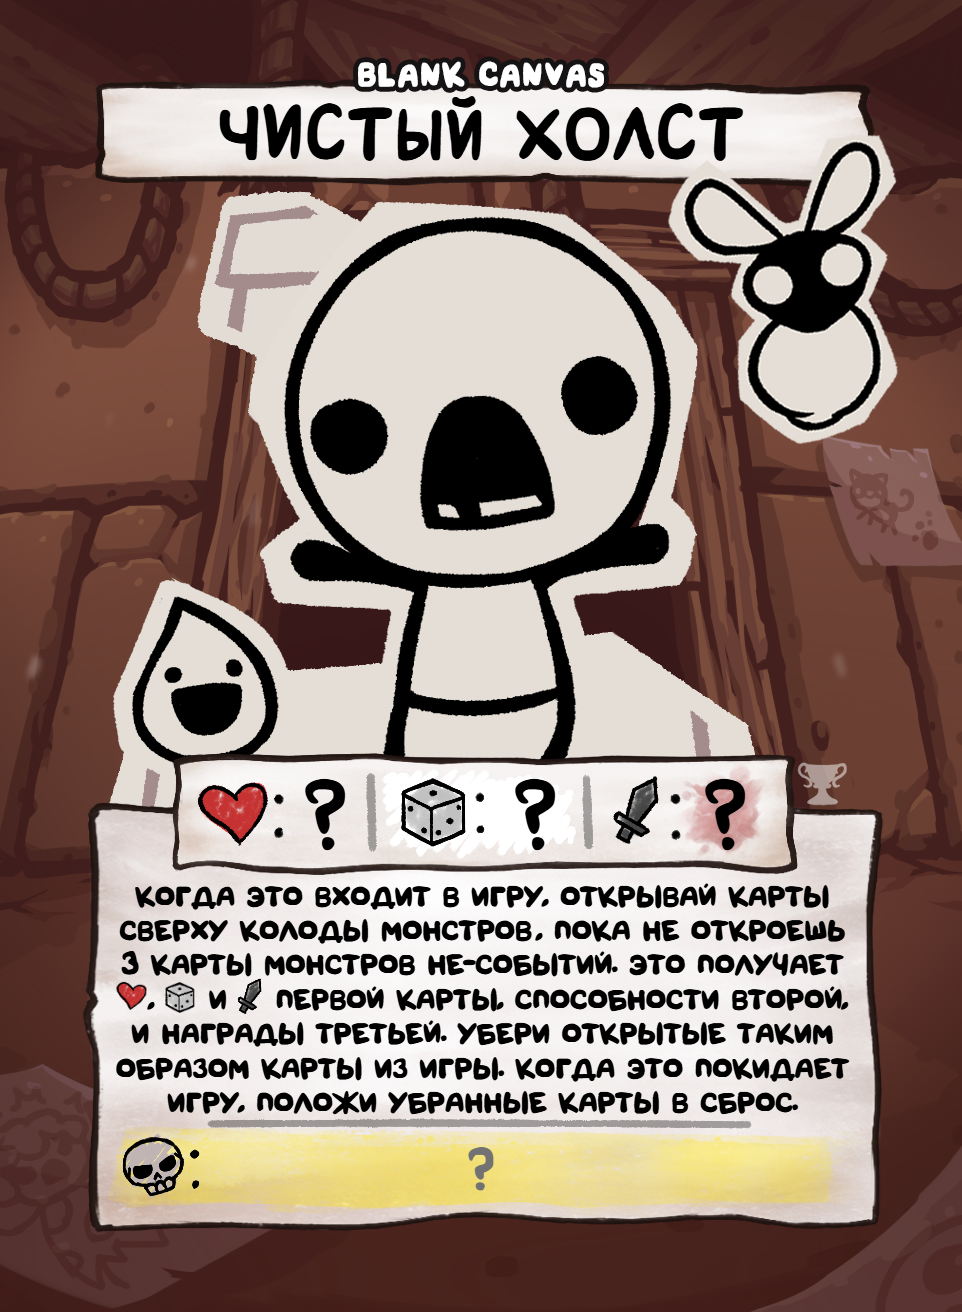 BLANK CANVAS
ЧИСТЫЙ ХОЛСТ
: ? : ? : ?
КОГДА ЭТО ВХОДИТ В ИГРУ, ОТКРЫВАЙ КАРТЫ
СВЕРХУ КОЛОДЫ МОНСТРОВ, ПОКА НЕ ОТКРОЕШЬ
3 КАРТЫ МОНСТРОВ НЕ-СОБЫТИЙ. ЭТО ПОЛУЧАЕТ
, И ПЕРВОЙ КАРТЫ, СПОСОБНОСТИ ВТОРОЙ,
И НАГРАДЫ ТРЕТЬЕЙ. УБЕРИ ОТКРЫТЫЕ ТАКИМ
ОБРАЗОМ КАРТЫ ИЗ ИГРЫ. КОГДА ЭТО ПОКИДАЕТ
ИГРУ, ПОЛОЖИ УБРАННЫЕ КАРТЫ В СБРОС.
: ?